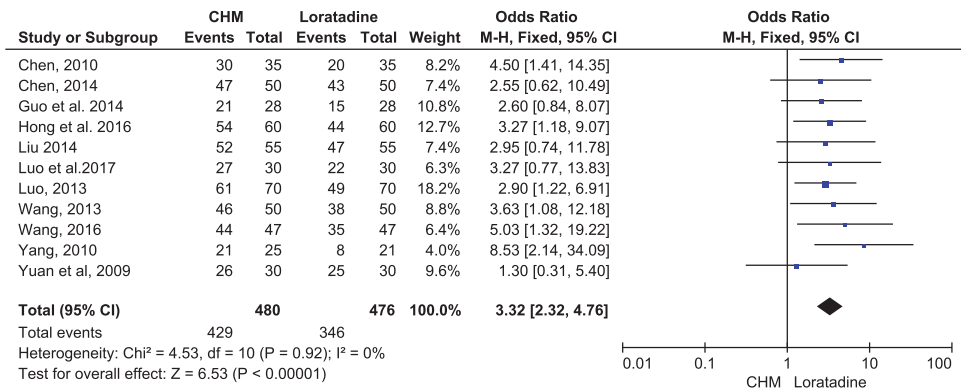 CHM Loratadine Odds Ratio Odds Ratio
Study or Subgroup Events Total Events Total Weight M-H, Fixed, 95% CI M-H, Fixed, 95% CI
Chen, 2010 30 35 20 35 8.2% 4.50 [1.41, 14.35]
Chen, 2014 47 50 43 50 7.4% 2.55 [0.62, 10.49]
Guo et al. 2014 21 28 15 28 10.8% 2.60 [0.84, 8.07]
Hong et al. 2016 54 60 44 60 12.7% 3.27 [1.18, 9.07]
Liu 2014 52 55 47 55 7.4% 2.95 [0.74, 11.78]
Luo et al.2017 27 30 22 30 6.3% 3.27 [0.77, 13.83]
Luo, 2013 61 70 49 70 18.2% 2.90 [1.22, 6.91]
Wang, 2013 46 50 38 50 8.8% 3.63 [1.08, 12.18]
Wang, 2016 44 47 35 47 6.4% 5.03 [1.32, 19.22]
Yang, 2010 21 25 8 21 4.0% 8.53 [2.14, 34.09]
Yuan et al, 2009 26 30 25 30 9.6% 1.30 [0.31, 5.40]
Total (95% CI) 480 476 100.0% 3.32 [2.32, 4.76]
Total events 429 346
Heterogeneity: Chi² = 4.53, df = 10 (P = 0.92); I² = 0%
Test for overall effect: Z = 6.53 (P < 0.00001)
0.01 0.1 1 10 100
CHM Loratadine